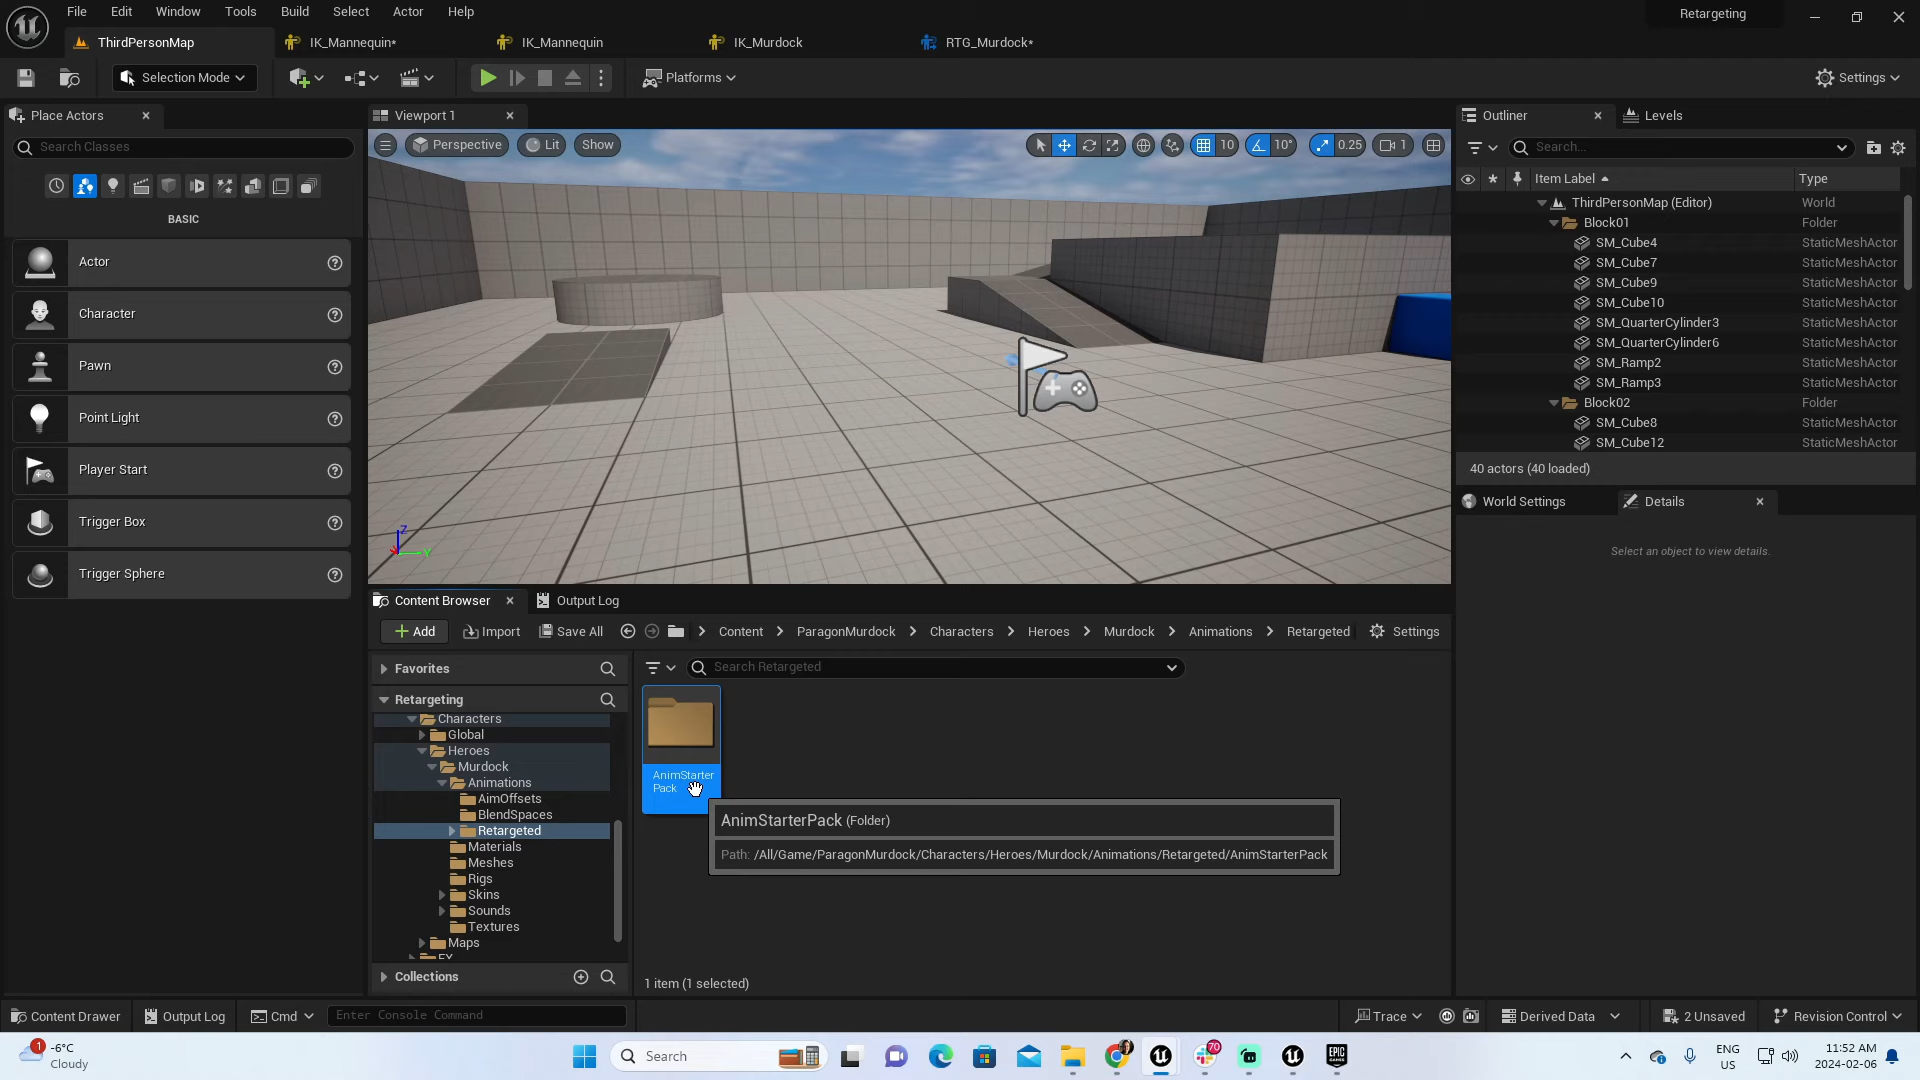 File Edit Window Tools Build Select Actor Help
Retargeting
ThirdPersonMap IK_Mannequin* IK_Mannequin IK_Murdock RTG_Murdock*
Selection Mode Platforms Settings
Place Actors
Search Classes
BASIC
Actor
Character
Pawn
Point Light
Player Start
Trigger Box
Trigger Sphere
Viewport 1
Perspective Lit Show 10 10° 0.25 1
Z
Y
Outliner Levels
Search...
Item Label Type
ThirdPersonMap (Editor) World
Block01 Folder
SM_Cube4 StaticMeshActor
SM_Cube7 StaticMeshActor
SM_Cube9 StaticMeshActor
SM_Cube10 StaticMeshActor
SM_QuarterCylinder3 StaticMeshActor
SM_QuarterCylinder6 StaticMeshActor
SM_Ramp2 StaticMeshActor
SM_Ramp3 StaticMeshActor
Block02 Folder
SM_Cube8 StaticMeshActor
SM_Cube12 StaticMeshActor
40 actors (40 loaded)
World Settings Details
Select an object to view details.
Content Browser Output Log
Add Import Save All Content ParagonMurdock Characters Heroes Murdock Animations Retargeted Settings
Favorites
Retargeting
Characters
Global
Heroes
Murdock
Animations
AimOffsets
BlendSpaces
Retargeted
Materials
Meshes
Rigs
Skins
Sounds
Textures
Maps
FX
Collections
Search Retargeted
AnimStarter
Pack
AnimStarterPack (Folder)
Path: /All/Game/ParagonMurdock/Characters/Heroes/Murdock/Animations/Retargeted/AnimStarterPack
1 item (1 selected)
Content Drawer Output Log Cmd Enter Console Command Trace Derived Data 2 Unsaved Revision Control
1 -6°C
Cloudy
Search
70
EPIC
GAMES
ENG
US
11:52 AM
2024-02-06